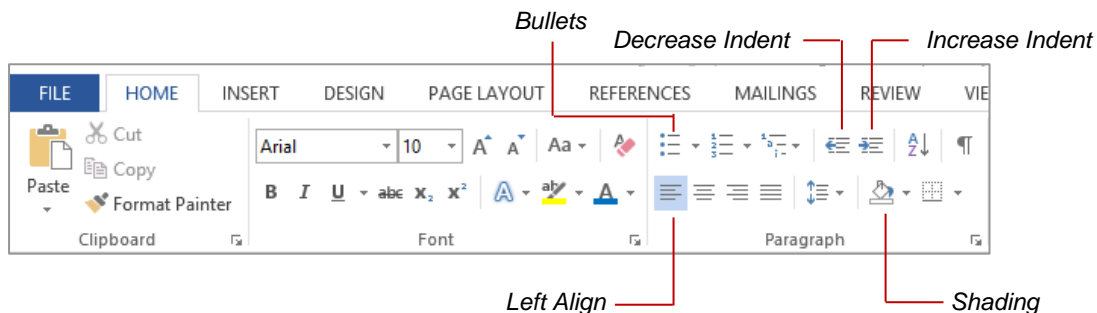 Bullets
Decrease Indent
Increase Indent
FILE HOME INSERT DESIGN PAGE LAYOUT REFERENCES MAILINGS REVIEW VIE
Cut
Arial 10 A A Aa
Copy
Paste
Format Painter
B I U abc X₂ X² A ab A
Clipboard Font Paragraph
Left Align
Shading